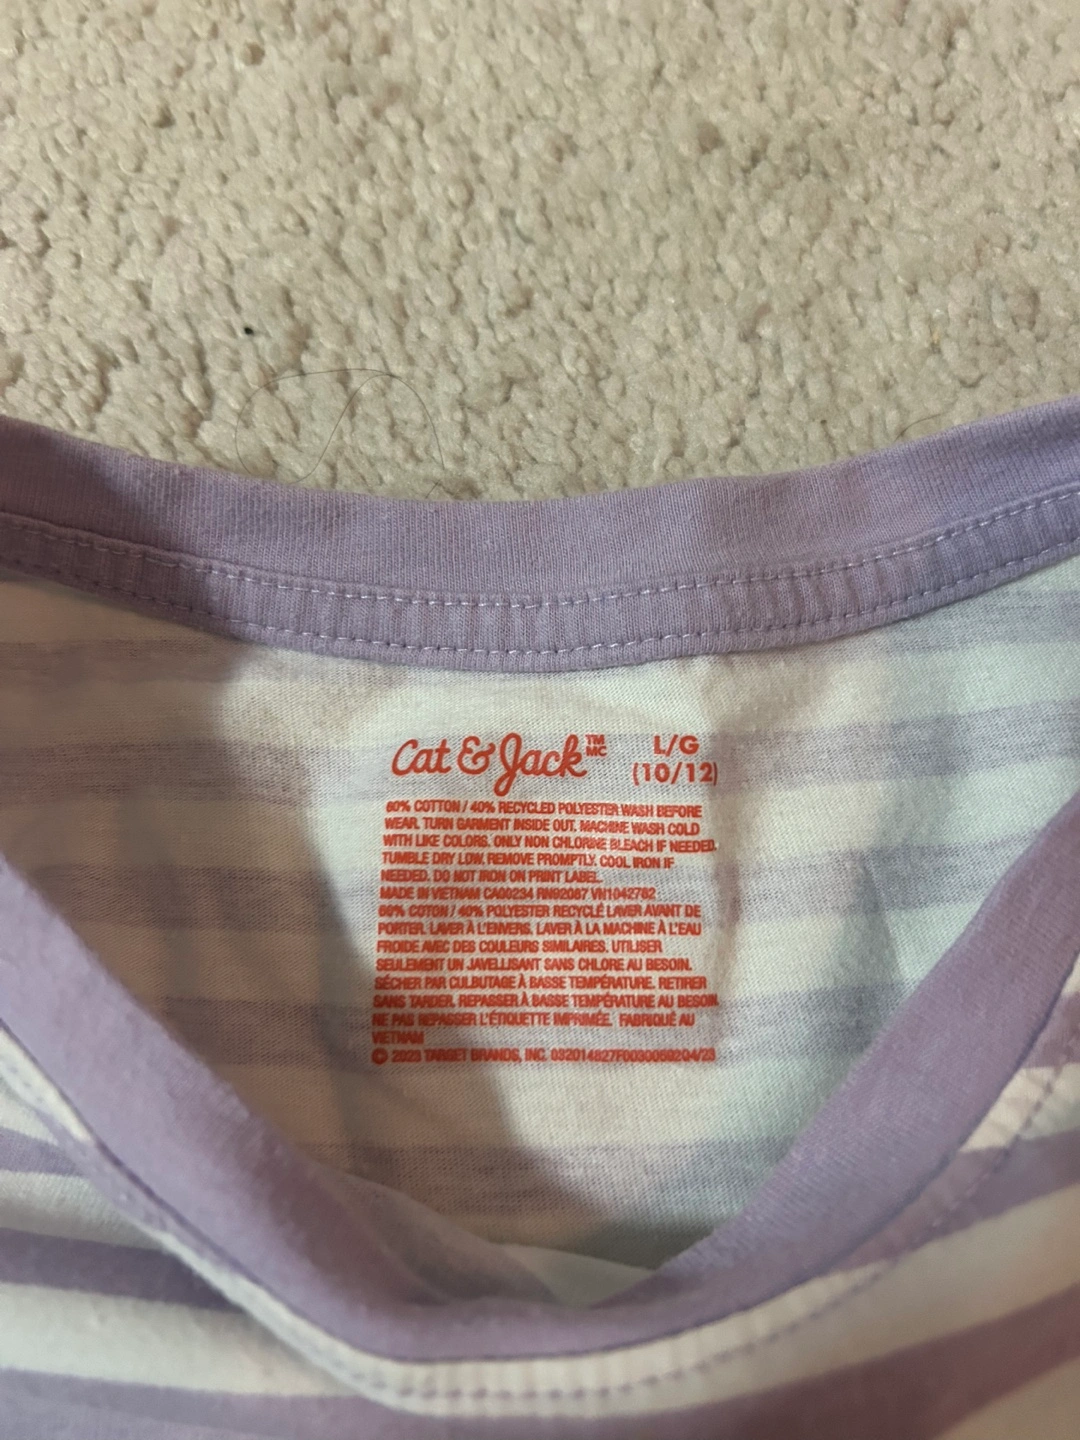 Cat & Jack™ MC
L/G
(10/12)
60% COTTON / 40% RECYCLED POLYESTER WASH BEFORE
WEAR. TURN GARMENT INSIDE OUT. MACHINE WASH COLD
WITH LIKE COLORS. ONLY NON CHLORINE BLEACH IF NEEDED.
TUMBLE DRY LOW. REMOVE PROMPTLY. COOL IRON IF
NEEDED. DO NOT IRON ON PRINT LABEL.
MADE IN VIETNAM CA00234 RN92087 VN1042762
60% COTON / 40% POLYESTER RECYCLÉ LAVER AVANT DE
PORTER. LAVER À L'ENVERS. LAVER À LA MACHINE À L'EAU
FROIDE AVEC DES COULEURS SIMILAIRES. UTILISER
SEULEMENT UN JAVELLISANT SANS CHLORE AU BESOIN.
SÉCHER PAR CULBUTAGE À BASSE TEMPÉRATURE. RETIRER
SANS TARDER. REPASSER À BASSE TEMPÉRATURE AU BESOIN.
NE PAS REPASSER L'ÉTIQUETTE IMPRIMÉE. FABRIQUÉ AU
VIETNAM
© 2023 TARGET BRANDS, INC.